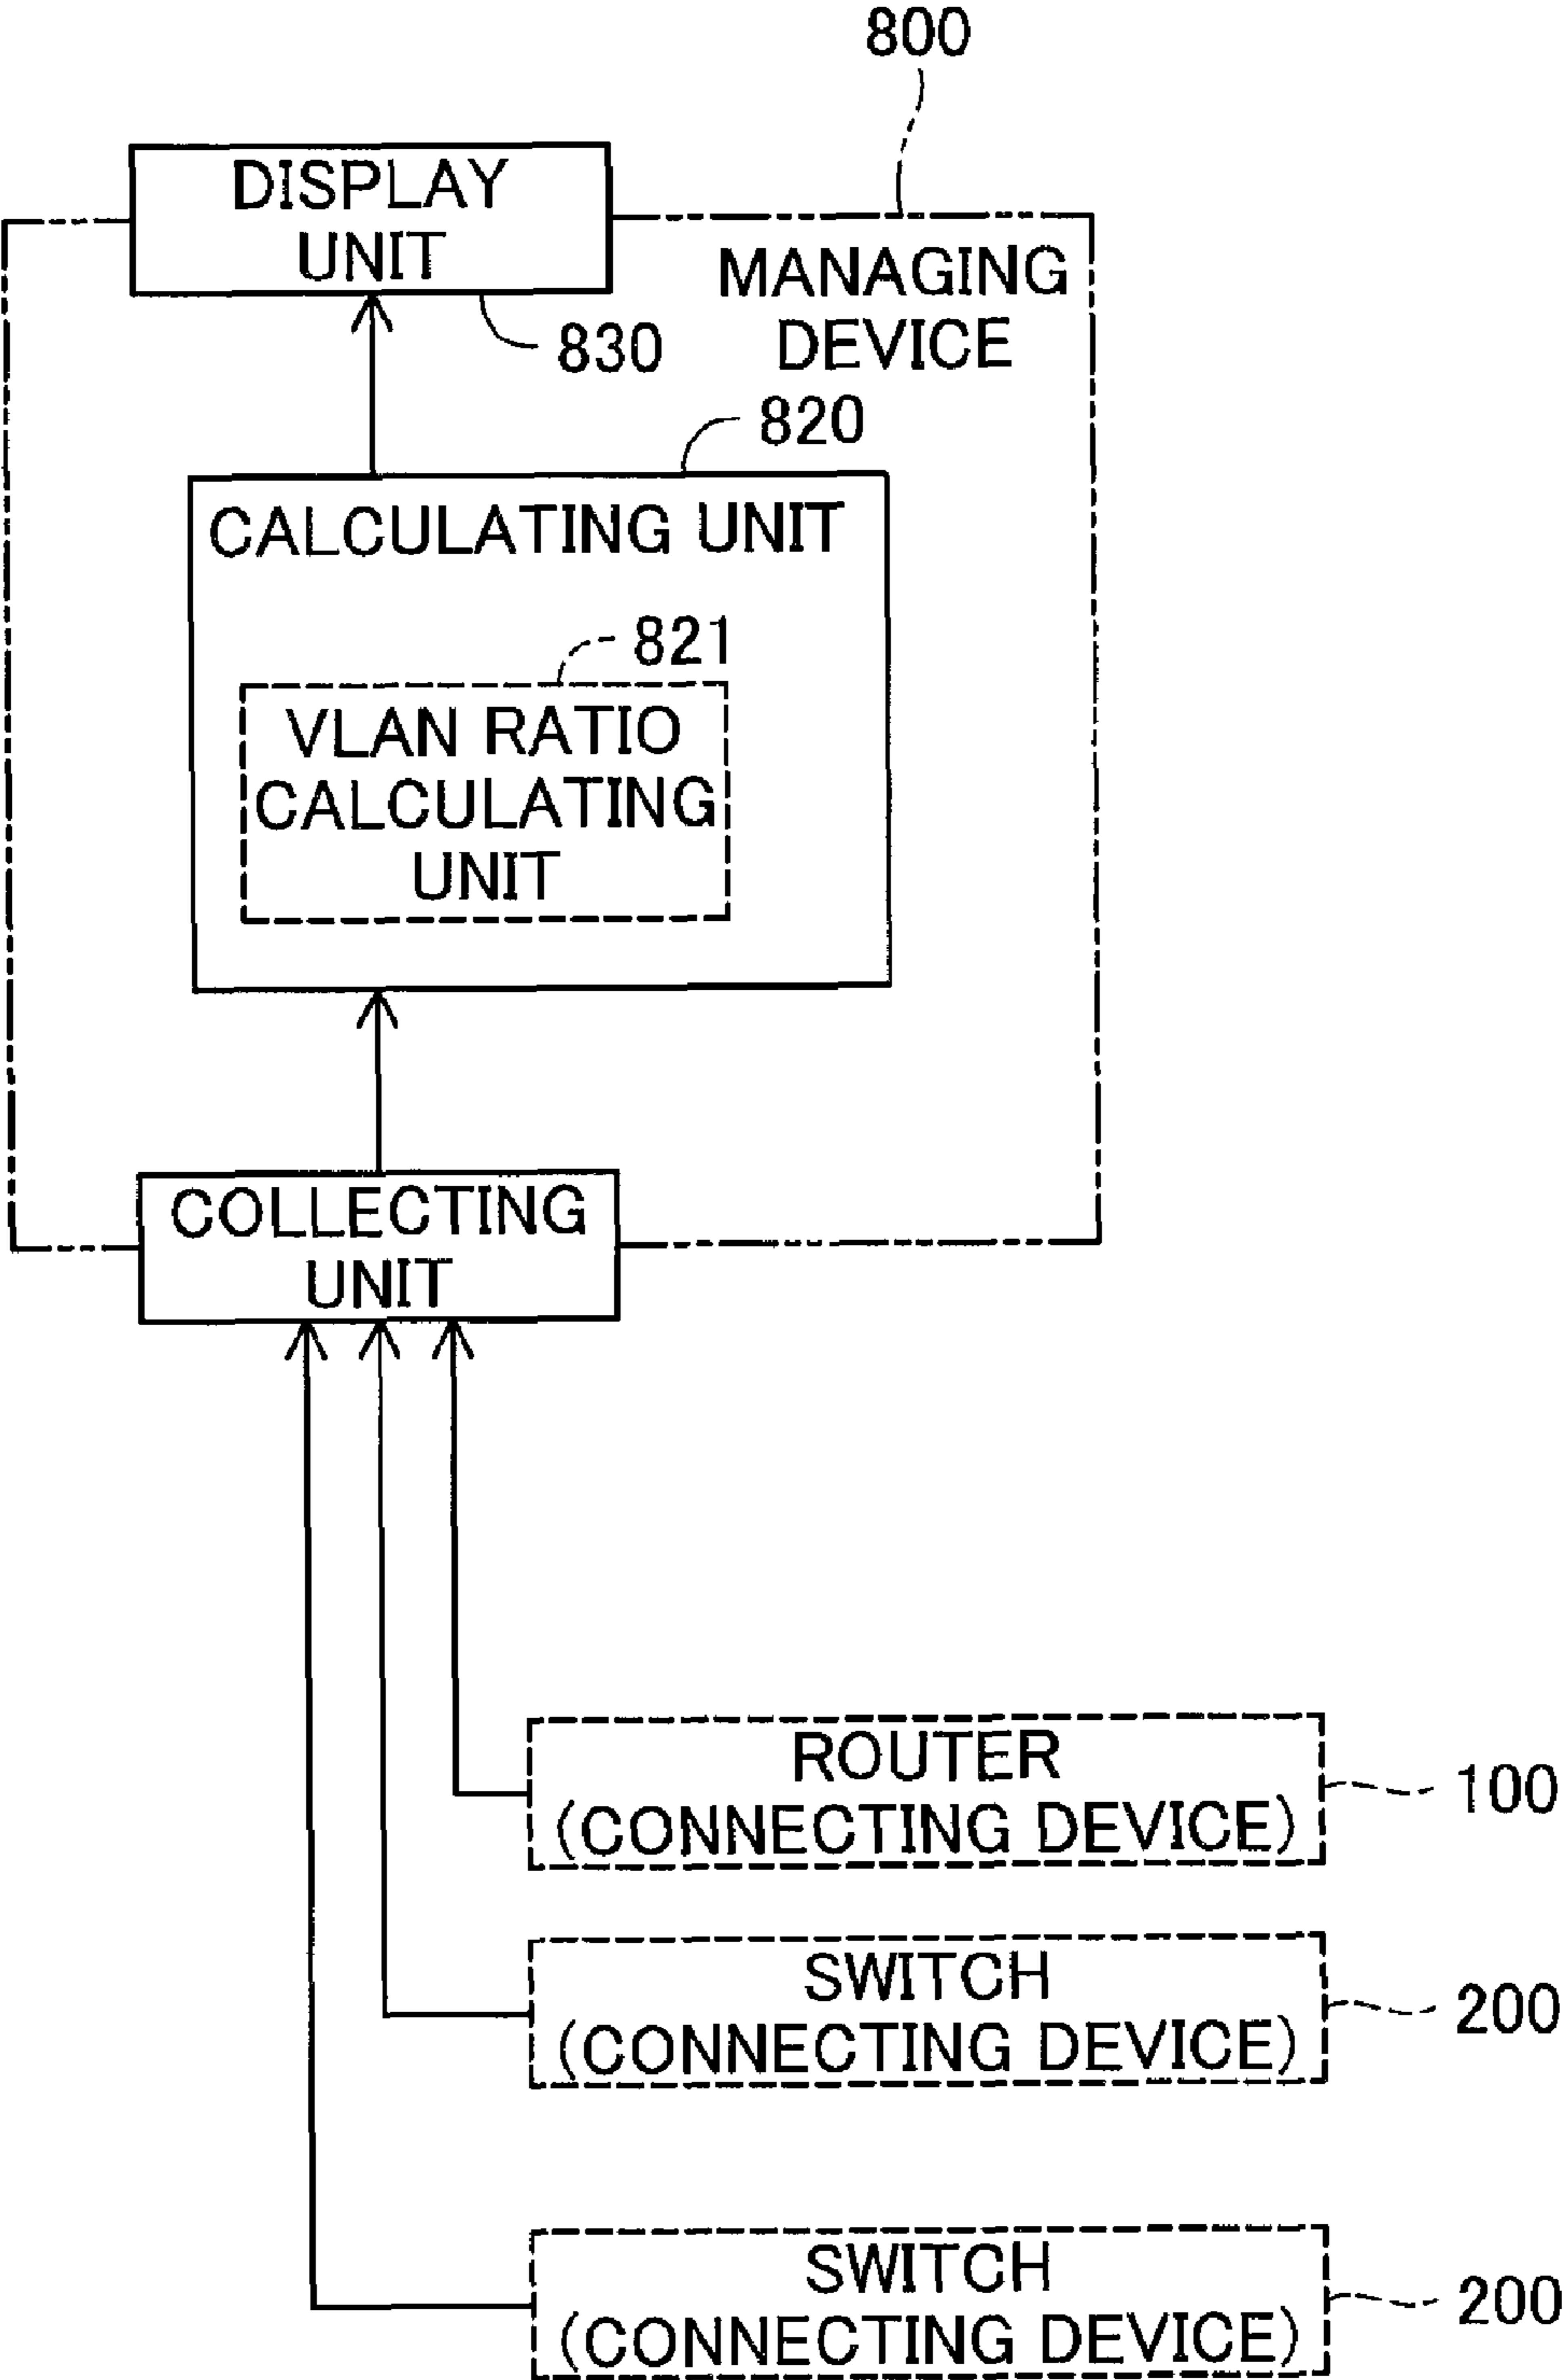 800
DISPLAY
UNIT
MANAGING
DEVICE
830
820
CALCULATING UNIT
821
VLAN RATIO
CALCULATING
UNIT
COLLECTING
UNIT
ROUTER
(CONNECTING DEVICE)
100
SWITCH
(CONNECTING DEVICE)
200
SWITCH
(CONNECTING DEVICE)
200